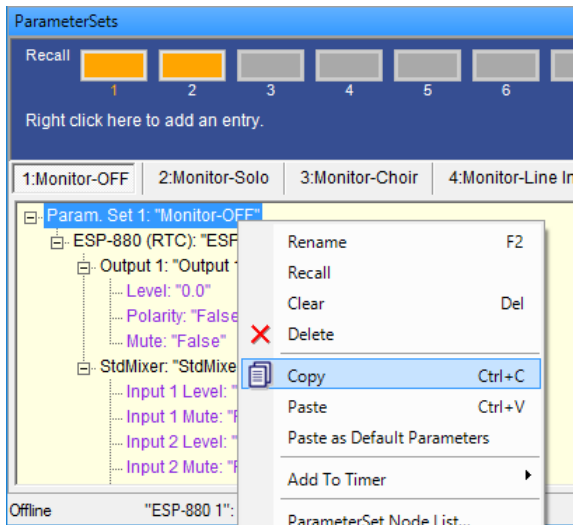 ParameterSets
Recall
1 2 3 4 5 6
Right click here to add an entry.
1:Monitor-OFF 2:Monitor-Solo 3:Monitor-Choir 4:Monitor-Line In
Param. Set 1: "Monitor-OFF"
ESP-880 (RTC): "ESP
Output 1: "Output
Level: "0.0"
Polarity: "False
Mute: "False"
StdMixer: "StdMixe
Input 1 Level: "
Input 1 Mute: "F
Input 2 Level: "
Input 2 Mute: "F
Rename F2
Recall
Clear Del
Delete
Copy Ctrl+C
Paste Ctrl+V
Paste as Default Parameters
Add To Timer
ParameterSet Node List...
Offline "ESP-880 1":